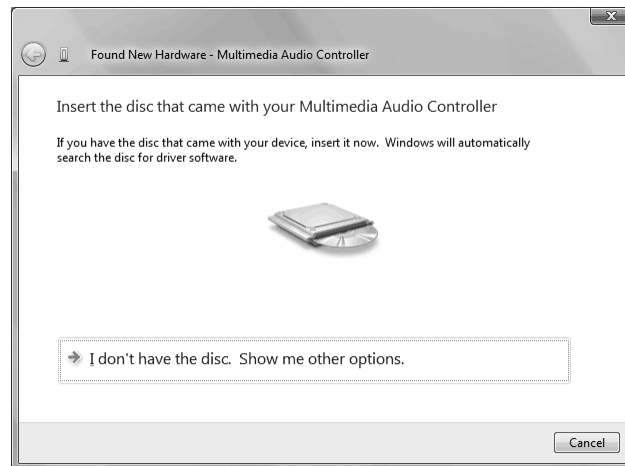 Found New Hardware - Multimedia Audio Controller
Insert the disc that came with your Multimedia Audio Controller
If you have the disc that came with your device, insert it now.  Windows will automatically
search the disc for driver software.
I don't have the disc.  Show me other options.
Cancel